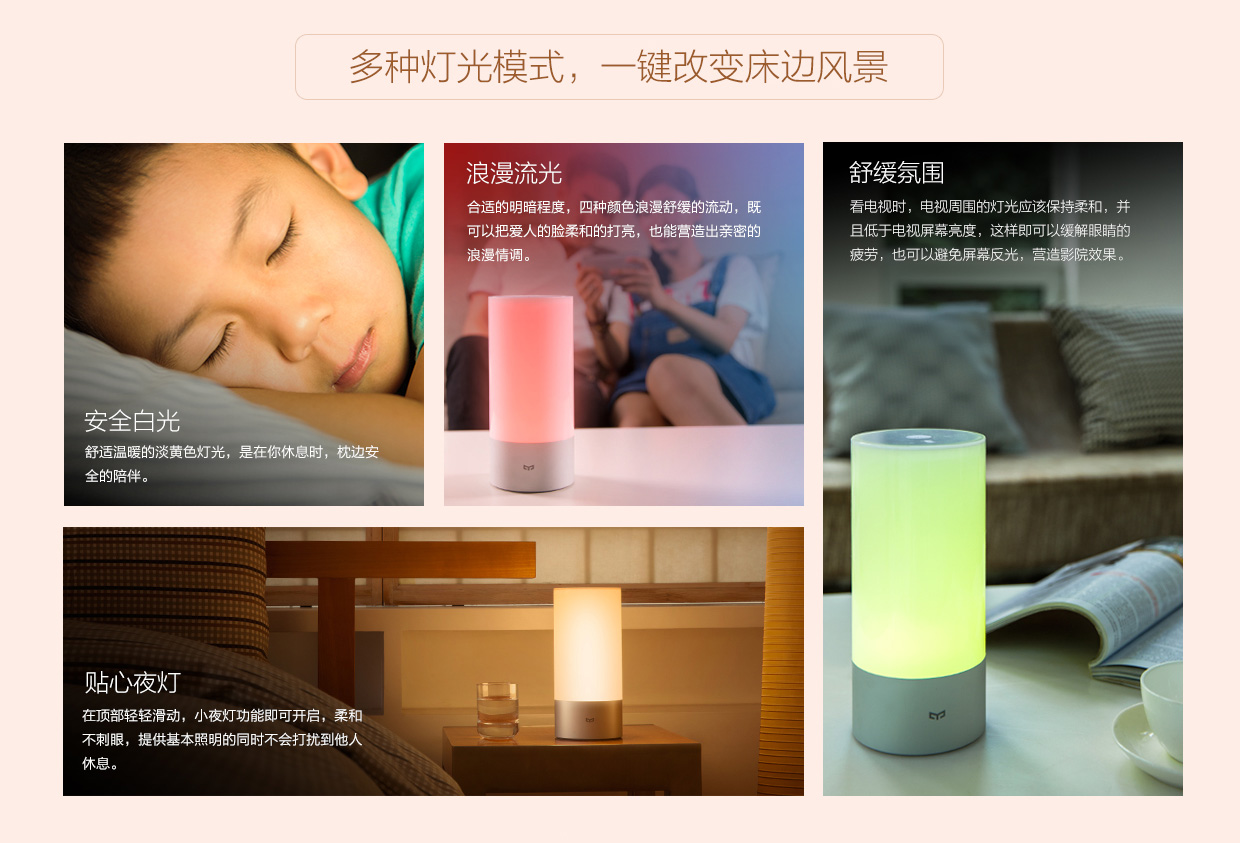 多种灯光模式，一键改变床边风景
安全白光
舒适温暖的淡黄色灯光，是在你休息时，枕边安
全的陪伴。
浪漫流光
合适的明暗程度，四种颜色浪漫舒缓的流动，既
可以把爱人的脸柔和的打亮，也能营造出亲密的
浪漫情调。
舒缓氛围
看电视时，电视周围的灯光应该保持柔和，并
且低于电视屏幕亮度，这样即可以缓解眼睛的
疲劳，也可以避免屏幕反光，营造影院效果。
贴心夜灯
在顶部轻轻滑动，小夜灯功能即可开启，柔和
不刺眼，提供基本照明的同时不会打扰到他人
休息。